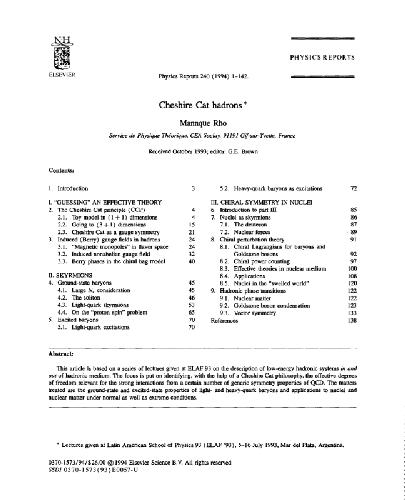 NH
ELSEVIER
PHYSICS REPORTS
Physics Reports 240 (1994) 1-142.
Cheshire Cat hadrons *
Mannque Rho
Service de Physique Théorique, CEA Saclay, 91191 Gif-sur-Yvette, France
Received October 1993; editor: G.E. Brown
Contents
1. Introduction 3
I. "GUESSING" AN EFFECTIVE THEORY
2. The Cheshire Cat principle (CCP) 4
2.1. Toy model in (1 + 1) dimensions 4
2.2. Going to (3 + 1) dimensions 15
2.3. Cheshire Cat as a gauge symmetry 21
3. Induced (Berry) gauge fields in hadrons 24
3.1. "Magnetic monopoles" in flavor space 24
3.2. Induced nonabelian gauge field 32
3.3. Berry phases in the chiral bag model 40
II. SKYRMIONS
4. Ground-state baryons 45
4.1. Large Nc consideration 45
4.2. The soliton 46
4.3. Light-quark skyrmions 53
4.4. On the "proton spin" problem 65
5. Excited baryons 70
5.1. Light-quark excitations 70
5.2. Heavy-quark baryons as excitations 72
III. CHIRAL SYMMETRY IN NUCLEI
6. Introduction to part III 85
7. Nuclei as skyrmions 86
7.1. The deuteron 87
7.2. Nuclear forces 89
8. Chiral perturbation theory 91
8.1. Chiral Lagrangians for baryons and
Goldstone bosons 92
8.2. Chiral power counting 97
8.3. Effective theories in nuclear medium 100
8.4. Applications 108
8.5. Nuclei in the "swelled world" 120
9. Hadronic phase transitions 122
9.1. Nuclear matter 122
9.2. Goldstone boson condensation 123
9.3. Vector symmetry 133
References 138
Abstract:
This article is based on a series of lectures given at ELAF 93 on the description of low-energy hadronic systems in and
out of hadronic medium. The focus is put on identifying, with the help of a Cheshire Cat philosophy, the effective degrees
of freedom relevant for the strong interactions from a certain number of generic symmetry properties of QCD. The matters
treated are the ground-state and excited-state properties of light- and heavy-quark baryons and applications to nuclei and
nuclear matter under normal as well as extreme conditions.
* Lectures given at Latin American School of Physics 93 (ELAF '93), 5-16 July 1993, Mar del Plata, Argentina.
0370-1573/94/$26.00 © 1994 Elsevier Science B.V. All rights reserved
SSDI 0370-1573(93)E0067-U